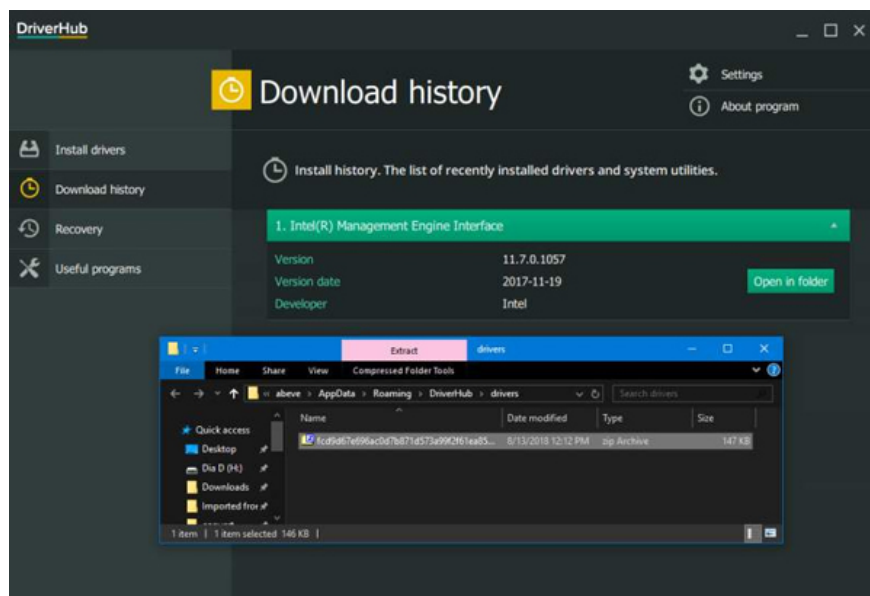 DriverHub
Download history
Settings
About program
Install drivers
Download history
Recovery
Useful programs
Install history. The list of recently installed drivers and system utilities.
1. Intel(R) Management Engine Interface
Version 11.7.0.1057
Version date 2017-11-19
Developer Intel
Open in folder
Extract drivers
File Home Share View Compressed Folder Tools
« abeve › AppData › Roaming › DriverHub › drivers Search drivers
Name Date modified Type Size
8/13/2018 12:12 PM zip Archive 147 KB
Quick access
Desktop
Dia D (H:)
Downloads
Imported fror
1 item 1 item selected 146 KB